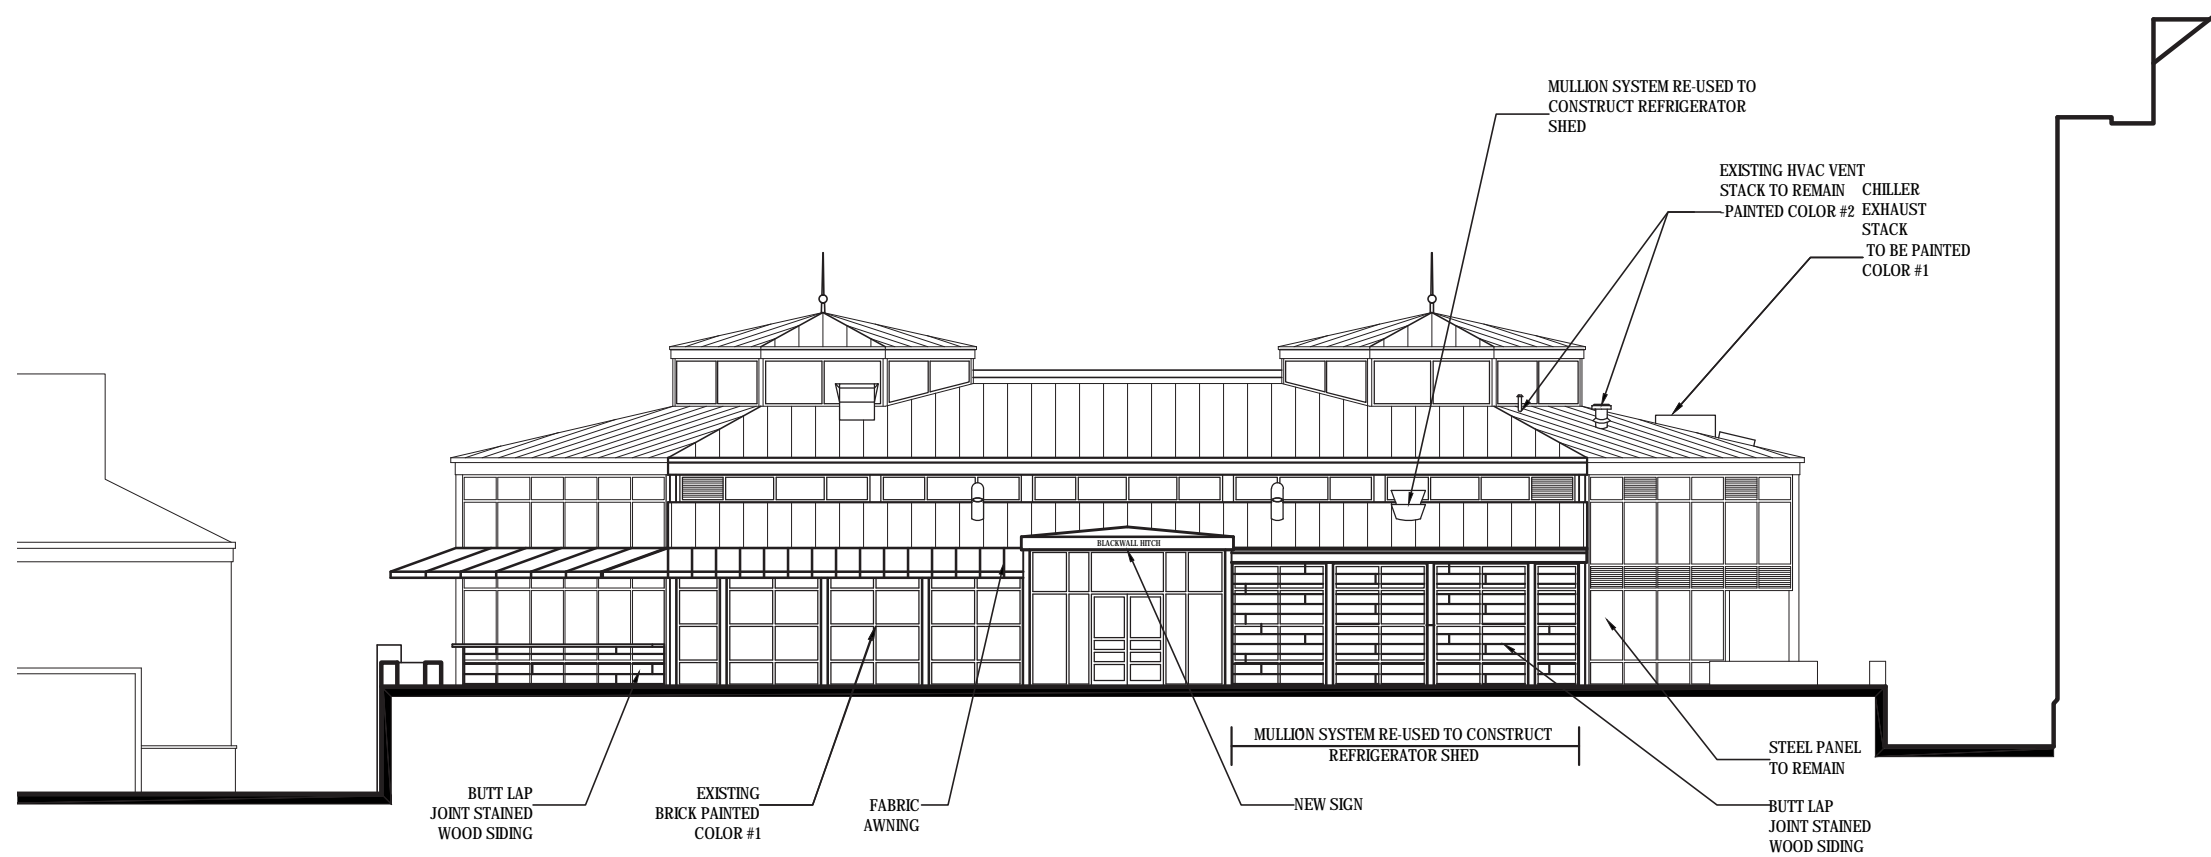 MULLION SYSTEM RE-USED TO
CONSTRUCT REFRIGERATOR
SHED
EXISTING HVAC VENT
STACK TO REMAIN
PAINTED COLOR #2
CHILLER
EXHAUST
STACK
TO BE PAINTED
COLOR #1
BLACKWALL HITCH
MULLION SYSTEM RE-USED TO CONSTRUCT
REFRIGERATOR SHED
BUTT LAP
JOINT STAINED
WOOD SIDING
EXISTING
BRICK PAINTED
COLOR #1
FABRIC
AWNING
NEW SIGN
STEEL PANEL
TO REMAIN
BUTT LAP
JOINT STAINED
WOOD SIDING